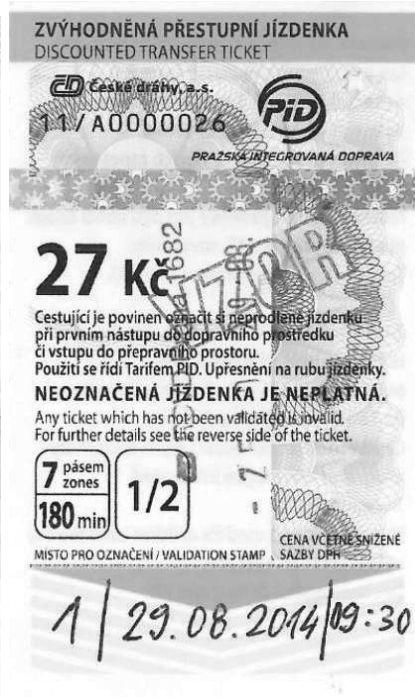 ZVÝHODNĚNÁ PŘESTUPNÍ JÍZDENKA
DISCOUNTED TRANSFER TICKET
ČD České dráhy, a.s.
PID
11/A0000026
PRAŽSKÁ INTEGROVANÁ DOPRAVA
27 Kč
VZOR
1682
Cestující je povinen označit si neprodleně jízdenku
při prvním nástupu do dopravního prostředku
či vstupu do přepravního prostoru.
Použití se řídí Tarifem PID. Upřesnění na rubu jízdenky.
NEOZNAČENÁ JÍZDENKA JE NEPLATNÁ.
Any ticket which has not been validated is invalid.
For further details see the reverse side of the ticket.
7 pásem
zones
180 min
1/2
CENA VČETNĚ SNÍŽENÉ
MÍSTO PRO OZNAČENÍ / VALIDATION STAMP SAZBY DPH
1/29.08.2014/09:30